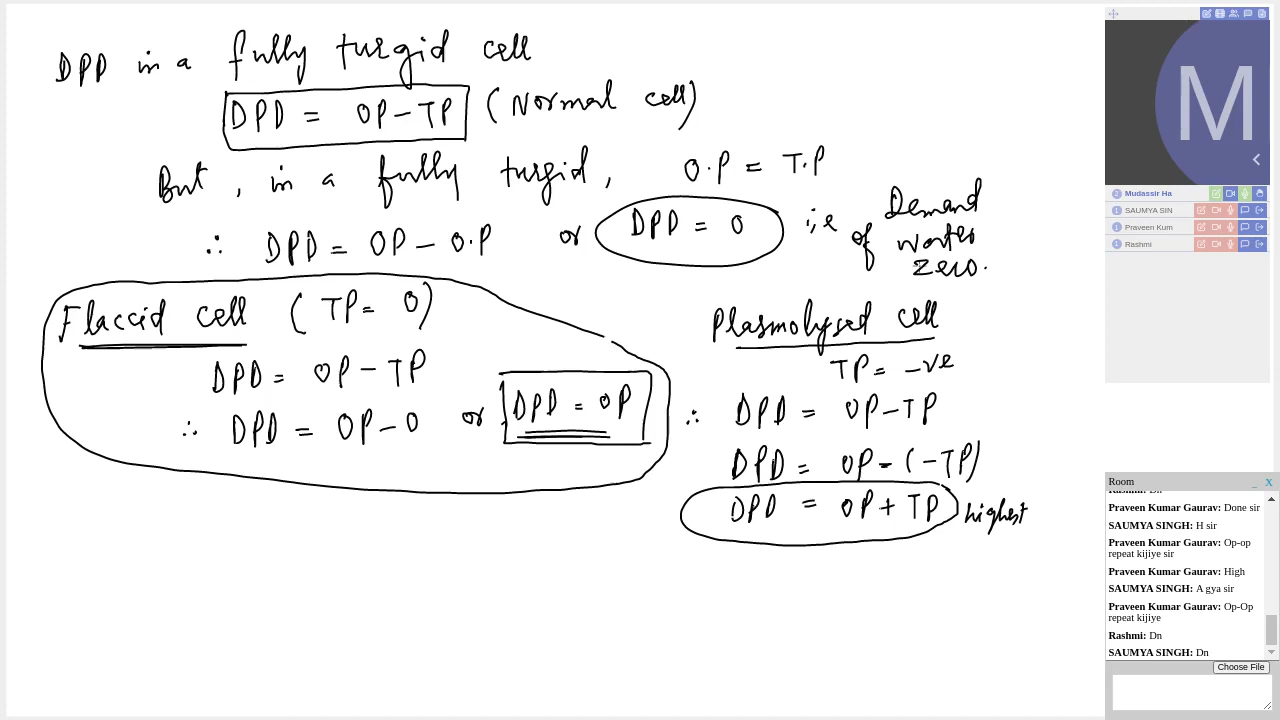 DPD in a fully turgid cell
DPD = OP - TP (Normal cell)
But, in a fully turgid, O.P = T.P
∴ DPD = OP - O.P or DPD = 0 i,e Demand of water zero.
Flaccid cell (TP = 0)
DPD = OP - TP
∴ DPD = OP - 0 or DPD = OP
Plasmolysed cell
TP = -ve
∴ DPD = OP - TP
DPD = OP - (-TP)
DPD = OP + TP highest
M
Mudassir Ha
SAUMYA SIN
Praveen Kum
Rashmi
Room _ X
Praveen Kumar Gaurav: Done sir
SAUMYA SINGH: H sir
Praveen Kumar Gaurav: Op-op
repeat kijiye sir
Praveen Kumar Gaurav: High
SAUMYA SINGH: A gya sir
Praveen Kumar Gaurav: Op-Op
repeat kijiye
Rashmi: Dn
SAUMYA SINGH: Dn
Choose File